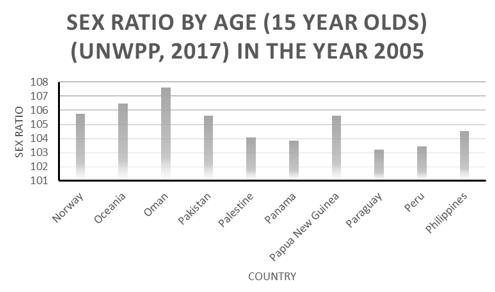 SEX RATIO BY AGE (15 YEAR OLDS)
(UNWPP, 2017) IN THE YEAR 2005
SEX RATIO
108
107
106
105
104
103
102
101
Norway
Oceania
Oman
Pakistan
Palestine
Panama
Papua New Guinea
Paraguay
Peru
Philippines
COUNTRY